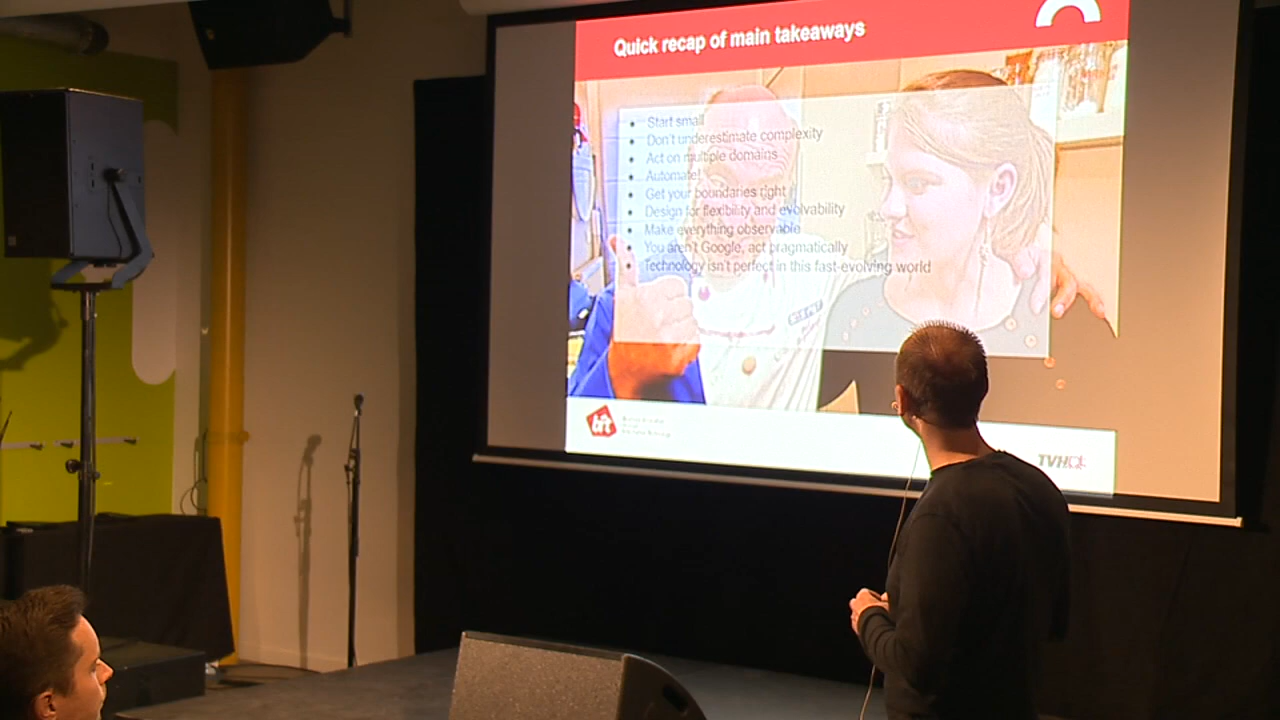 Quick recap of main takeaways
• Start small
• Don't underestimate complexity
• Act on multiple domains
• Automate!
• Get your boundaries right
• Design for flexibility and evolvability
• Make everything observable
• You aren't Google, act pragmatically
• Technology isn't perfect in this fast-evolving world